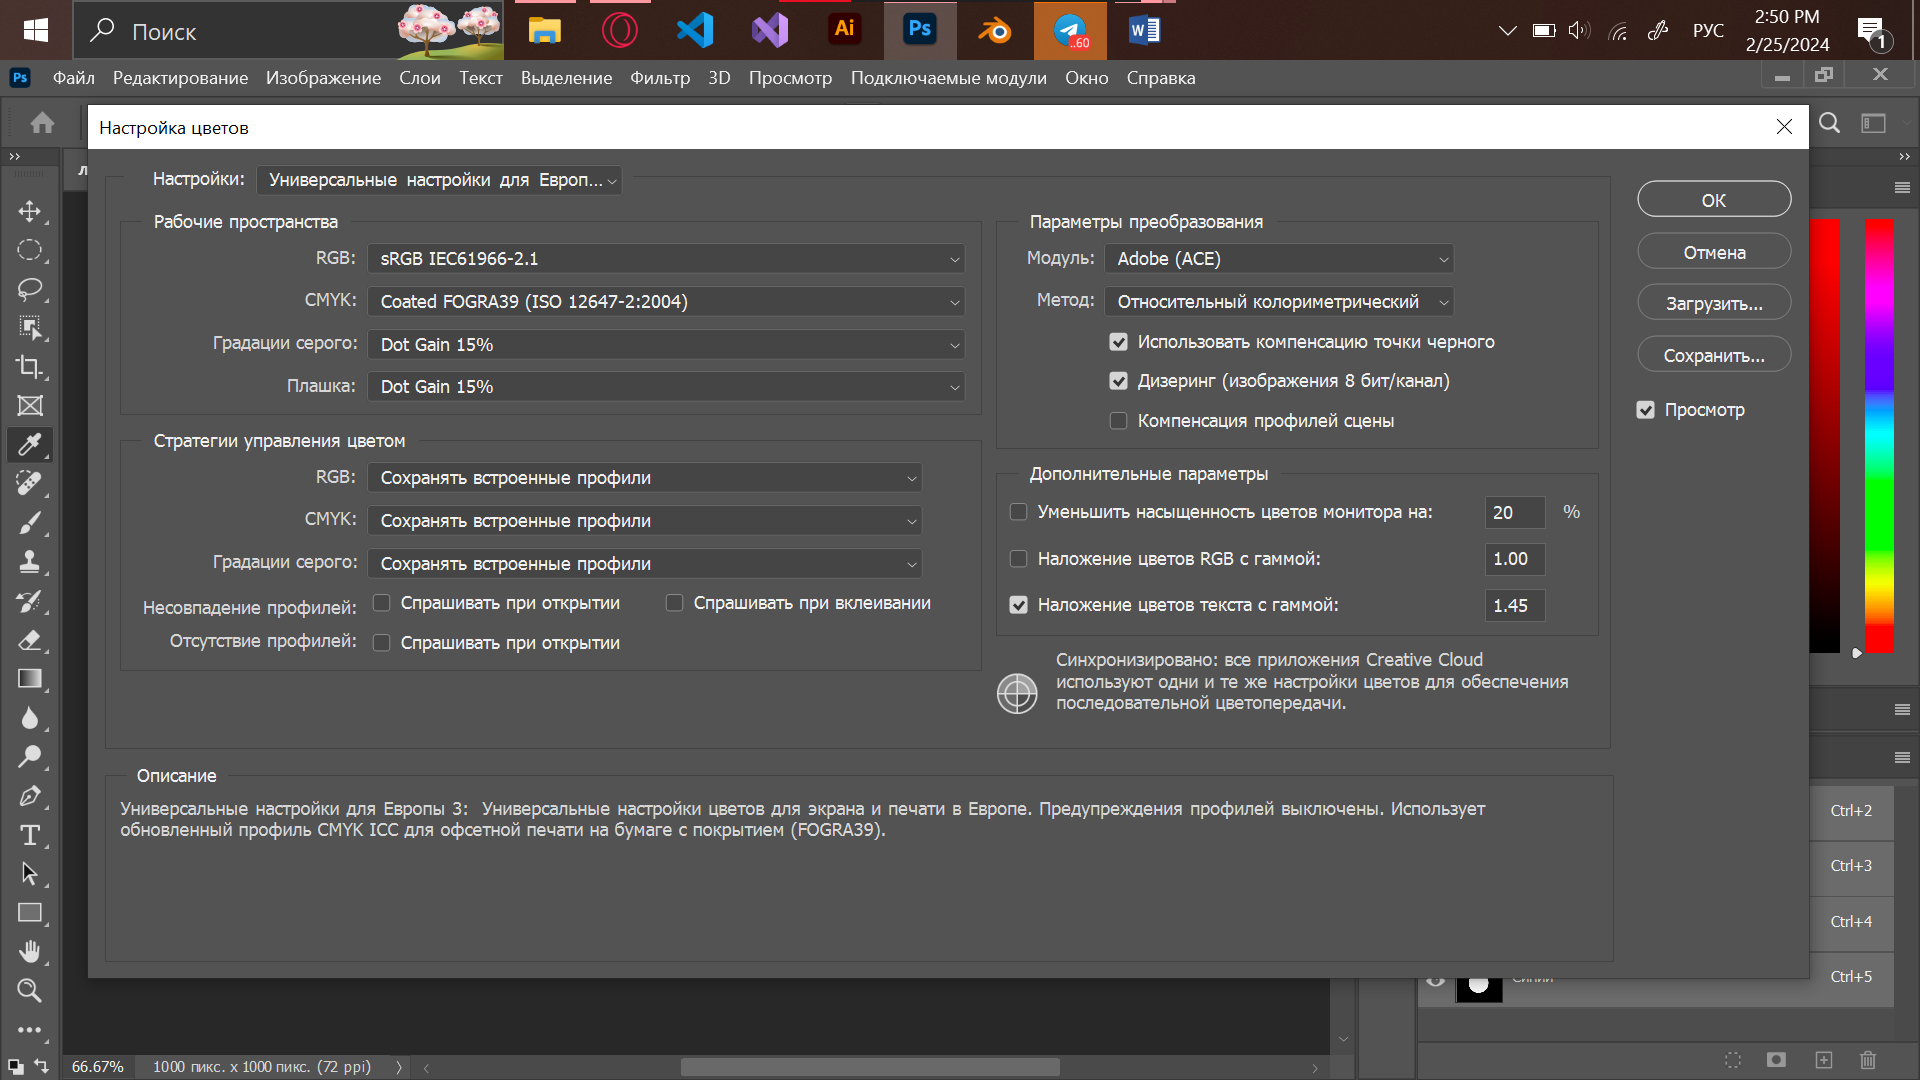 Поиск
Ai
Ps
..60
РУС
2:50 PM
2/25/2024
1
Ps
Файл Редактирование Изображение Слои Текст Выделение Фильтр 3D Просмотр Подключаемые модули Окно Справка
Настройка цветов
Настройки: Универсальные настройки для Европ...
Рабочие пространства
RGB: sRGB IEC61966-2.1
CMYK: Coated FOGRA39 (ISO 12647-2:2004)
Градации серого: Dot Gain 15%
Плашка: Dot Gain 15%
Стратегии управления цветом
RGB: Сохранять встроенные профили
CMYK: Сохранять встроенные профили
Градации серого: Сохранять встроенные профили
Несовпадение профилей: Спрашивать при открытии Спрашивать при вклеивании
Отсутствие профилей: Спрашивать при открытии
Параметры преобразования
Модуль: Adobe (ACE)
Метод: Относительный колориметрический
Использовать компенсацию точки черного
Дизеринг (изображения 8 бит/канал)
Компенсация профилей сцены
Дополнительные параметры
Уменьшить насыщенность цветов монитора на: 20 %
Наложение цветов RGB с гаммой: 1.00
Наложение цветов текста с гаммой: 1.45
Синхронизировано: все приложения Creative Cloud
используют одни и те же настройки цветов для обеспечения
последовательной цветопередачи.
ОК
Отмена
Загрузить...
Сохранить...
Просмотр
Описание
Универсальные настройки для Европы 3: Универсальные настройки цветов для экрана и печати в Европе. Предупреждения профилей выключены. Использует
обновленный профиль CMYK ICC для офсетной печати на бумаге с покрытием (FOGRA39).
Ctrl+2
Ctrl+3
Ctrl+4
Синий Ctrl+5
66.67% 1000 пикс. x 1000 пикс. (72 ppi)